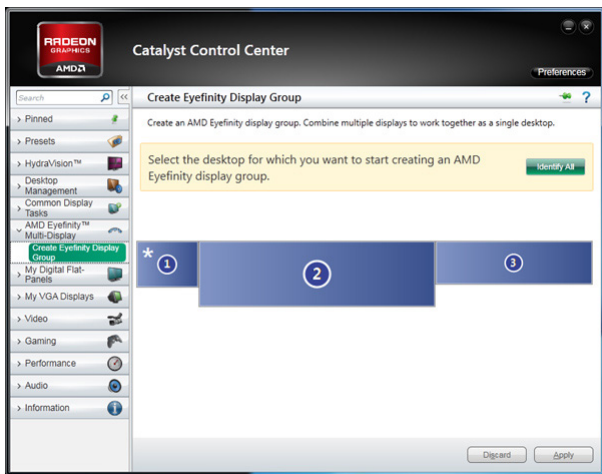 RADEON
GRAPHICS
AMD
Catalyst Control Center
Preferences
Search
<<
Create Eyefinity Display Group
?
Create an AMD Eyefinity display group. Combine multiple displays to work together as a single desktop.
> Pinned
> Presets
> HydraVision™
> Desktop
Management
> Common Display
Tasks
AMD Eyefinity™
Multi-Display
Create Eyefinity Display
Group
> My Digital Flat-
Panels
> My VGA Displays
> Video
> Gaming
> Performance
> Audio
> Information
Select the desktop for which you want to start creating an AMD
Eyefinity display group.
Identify All
* 1
2
3
Discard
Apply